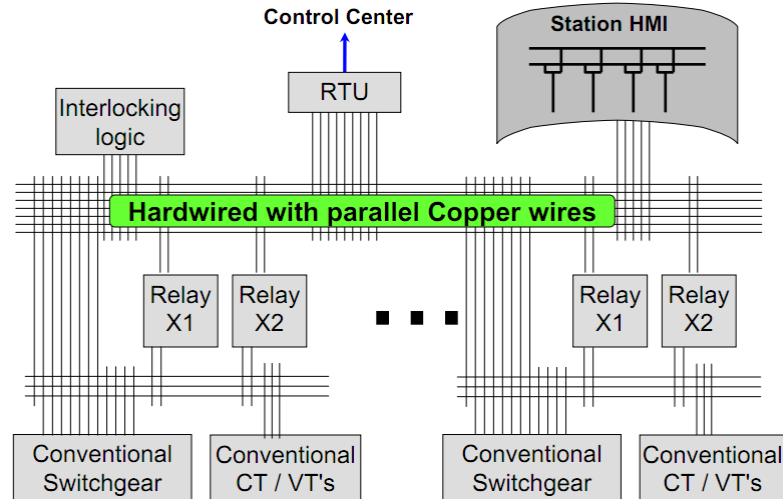 Control Center
Station HMI
RTU
Interlocking
logic
Hardwired with parallel Copper wires
Relay
X1
Relay
X2
Relay
X1
Relay
X2
Conventional
Switchgear
Conventional
CT / VT's
Conventional
Switchgear
Conventional
CT / VT's